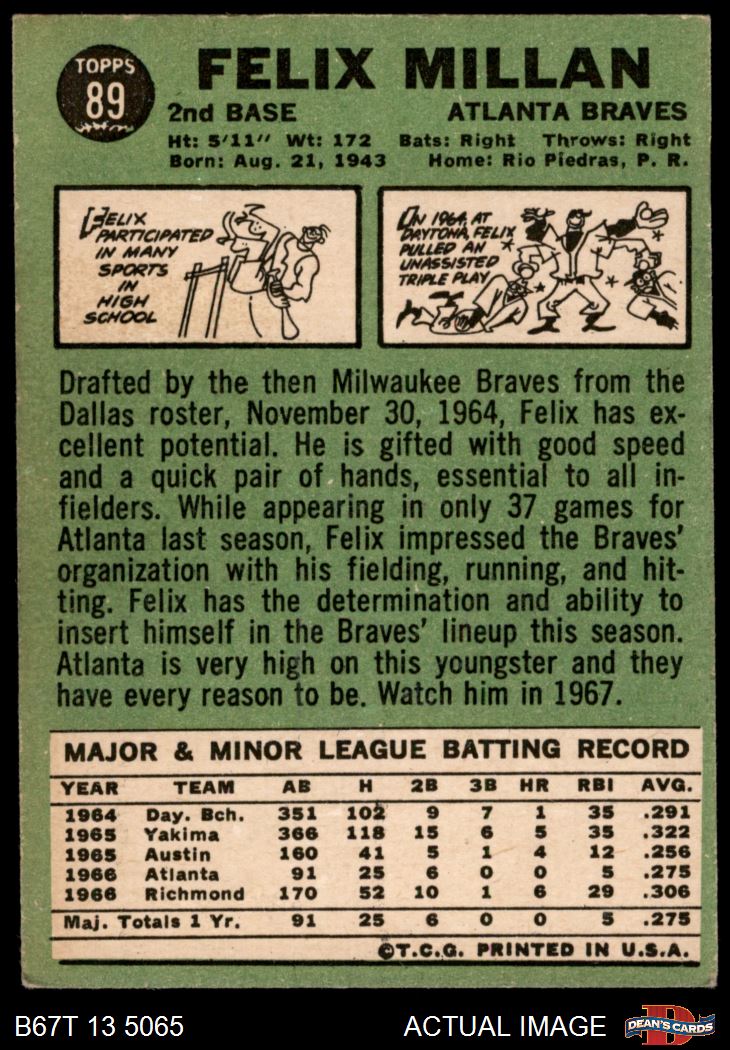 TOPPS
89
FELIX MILLAN
2nd BASE ATLANTA BRAVES
Ht: 5'11" Wt: 172 Bats: Right Throws: Right
Born: Aug. 21, 1943 Home: Rio Piedras, P. R.
FELIX
PARTICIPATED
IN MANY
SPORTS
IN
HIGH
SCHOOL
IN 1964, AT
DAYTONA, FELIX
PULLED AN
UNASSISTED
TRIPLE PLAY
Drafted by the then Milwaukee Braves from the
Dallas roster, November 30, 1964, Felix has ex-
cellent potential. He is gifted with good speed
and a quick pair of hands, essential to all in-
fielders. While appearing in only 37 games for
Atlanta last season, Felix impressed the Braves'
organization with his fielding, running, and hit-
ting. Felix has the determination and ability to
insert himself in the Braves' lineup this season.
Atlanta is very high on this youngster and they
have every reason to be. Watch him in 1967.
MAJOR & MINOR LEAGUE BATTING RECORD
YEAR TEAM AB H 2B 3B HR RBI AVG.
1964 Day. Bch. 351 102 9 7 1 35 .291
1965 Yakima 366 118 15 6 5 35 .322
1965 Austin 160 41 5 1 4 12 .256
1966 Atlanta 91 25 6 0 0 5 .275
1966 Richmond 170 52 10 1 6 29 .306
Maj. Totals 1 Yr. 91 25 6 0 0 5 .275
©T.C.G. PRINTED IN U.S.A.
B67T 13 5065 ACTUAL IMAGE
D
DEAN'S CARDS